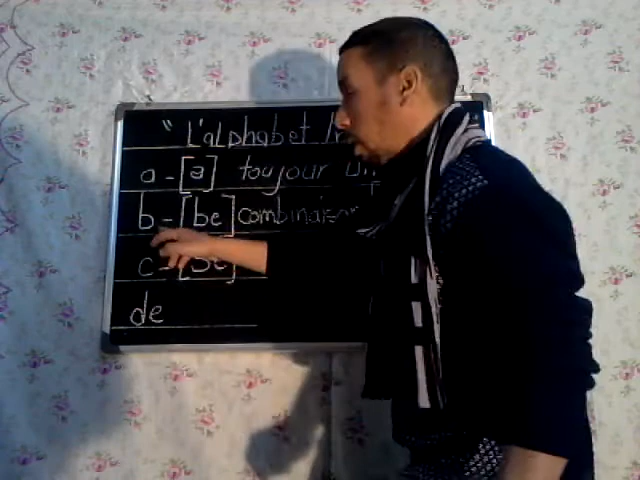 " L'alphabet
a - [a] toujour un
b - [be] combinaison
c - [se]
de